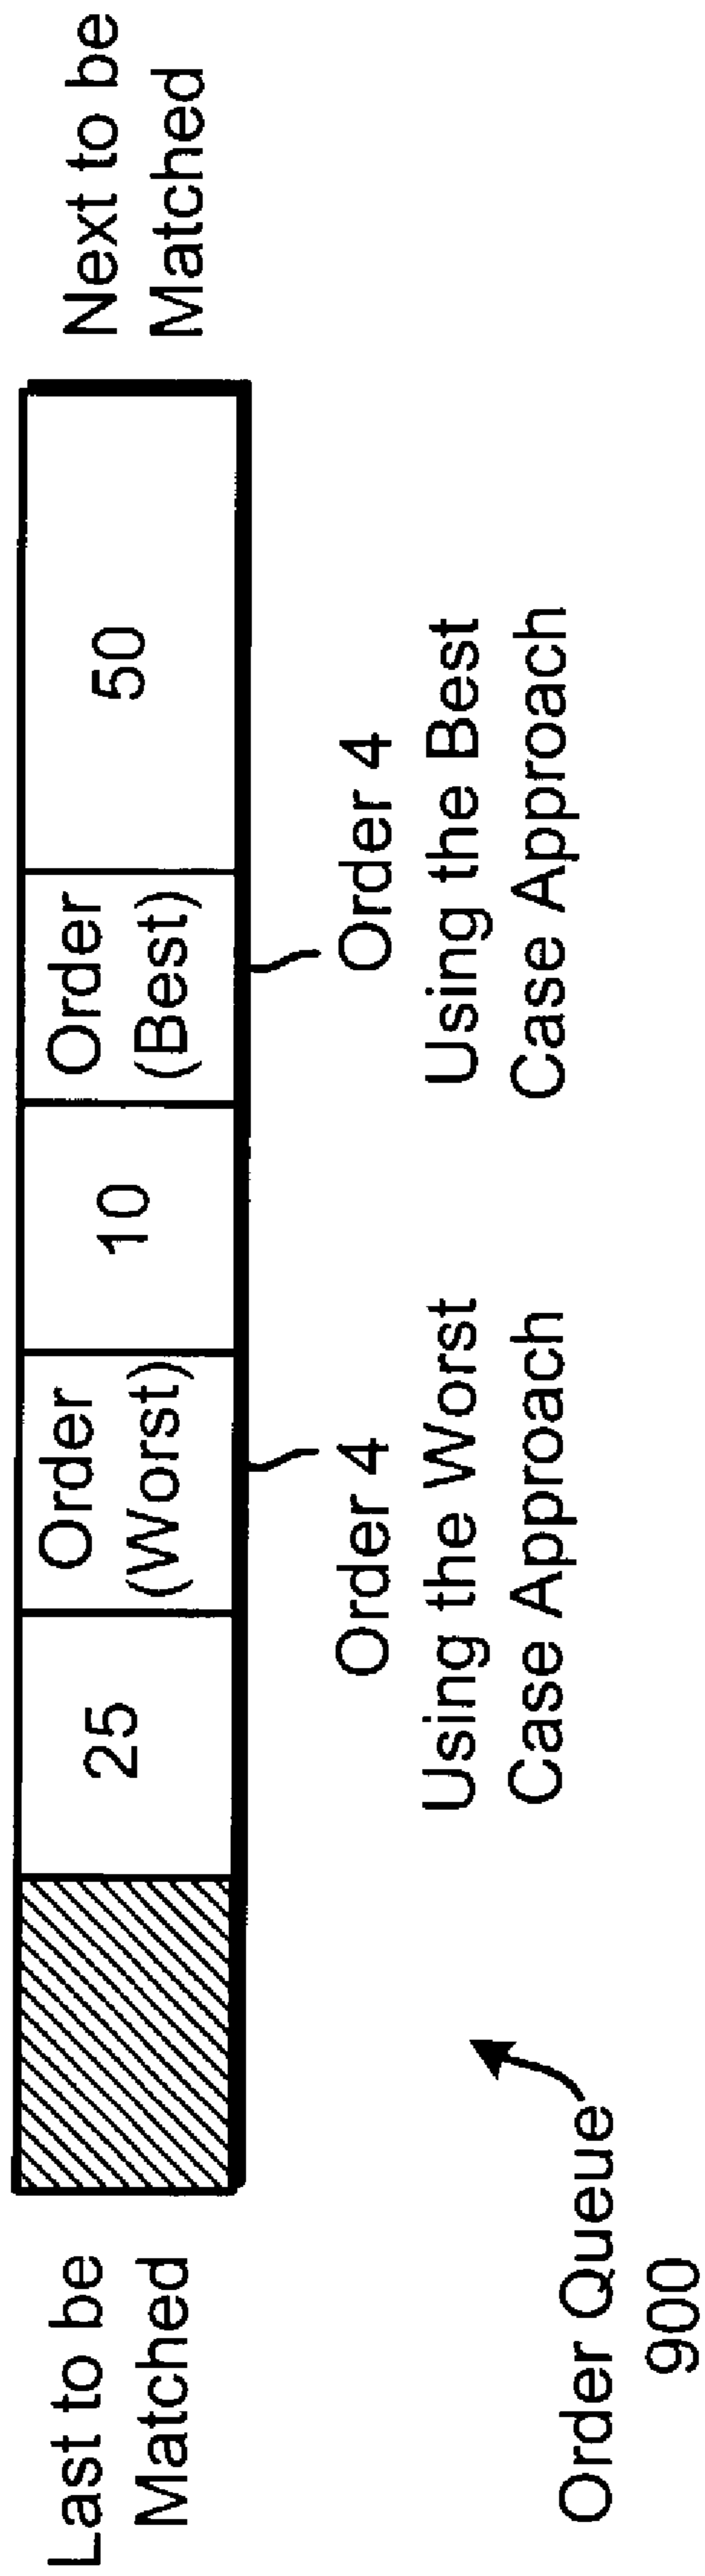 Last to be
Matched
25
Order
(Worst)
10
Order
(Best)
50
Next to be
Matched
Order 4
Using the Worst
Case Approach
Order 4
Using the Best
Case Approach
Order Queue
900